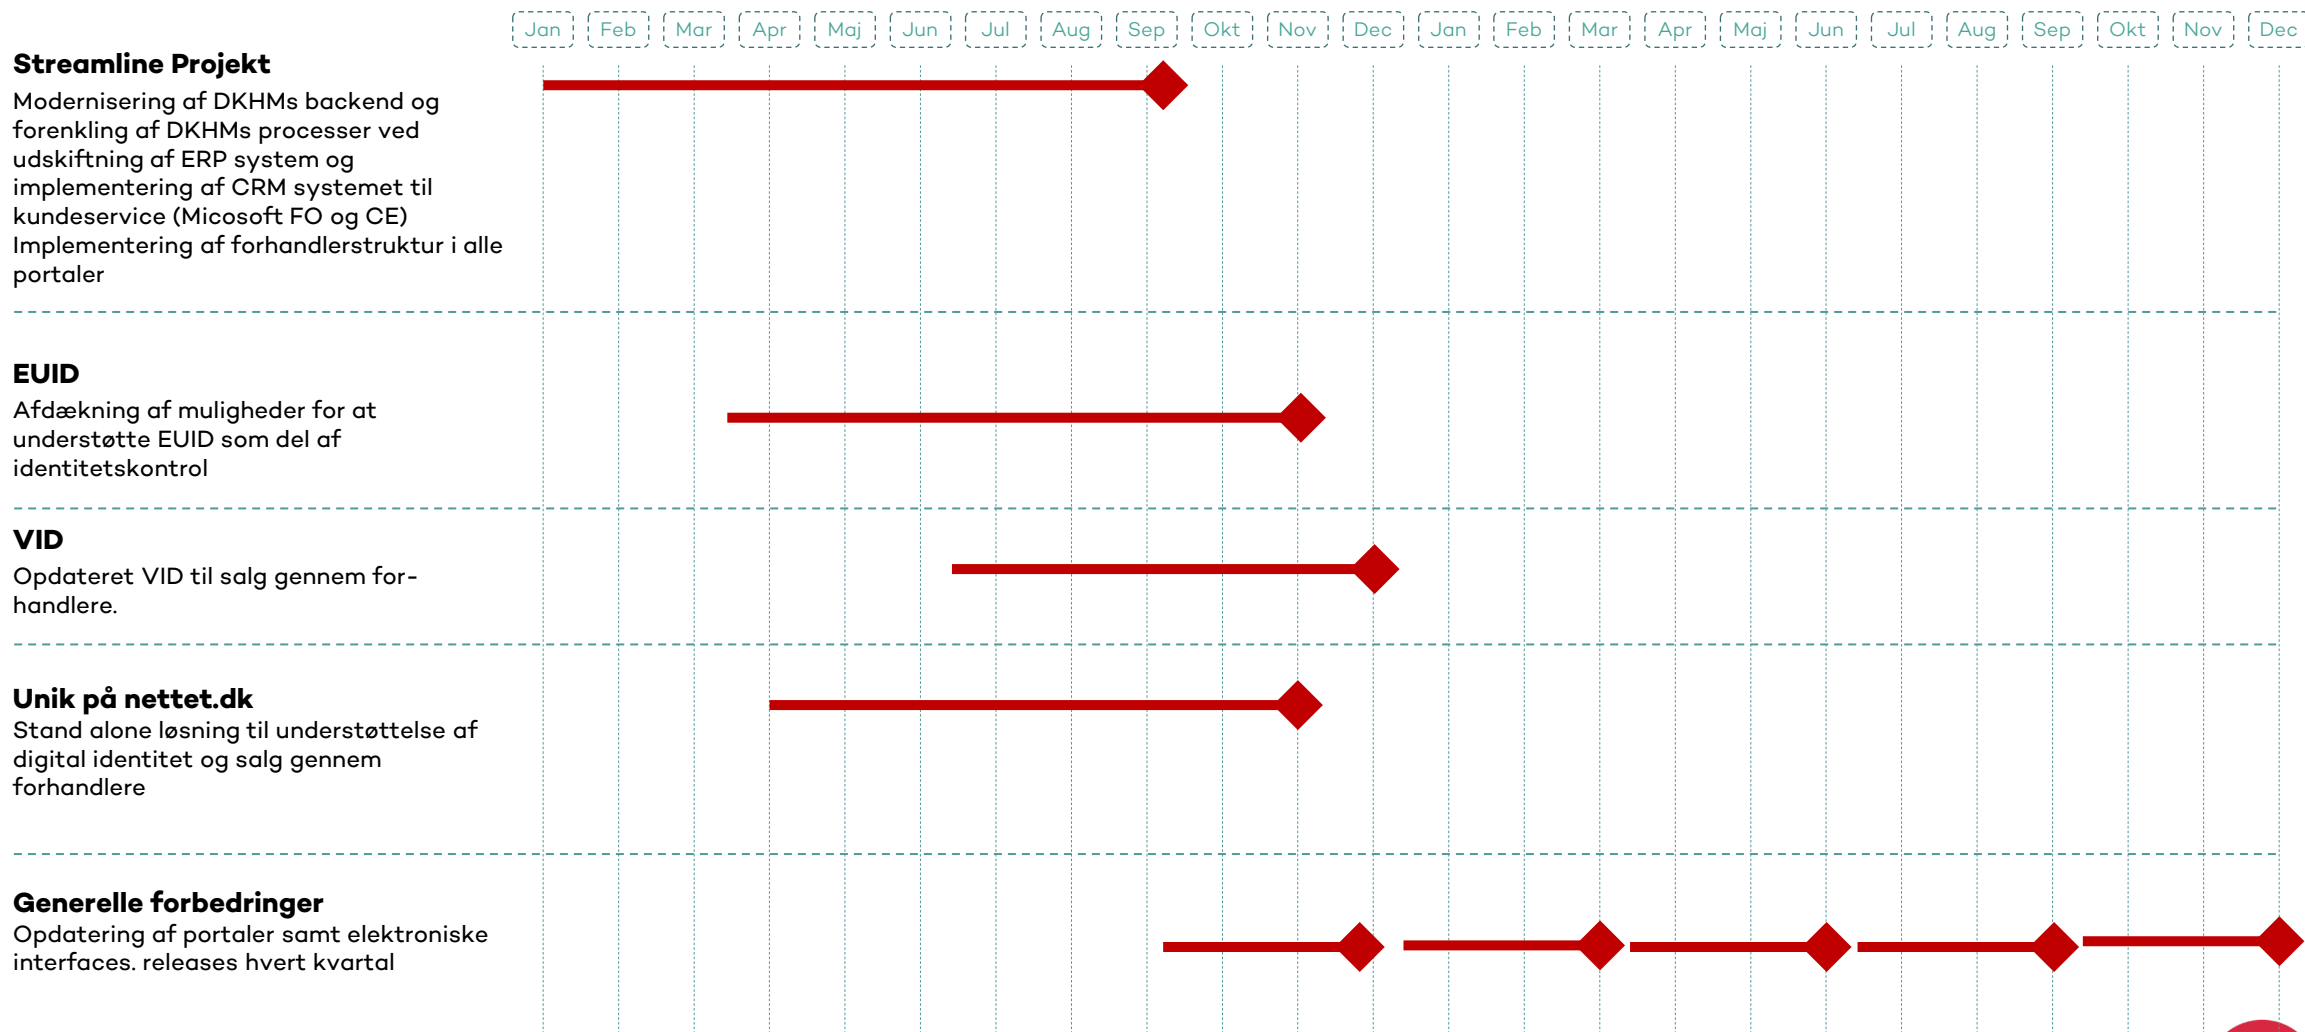 Jan Feb Mar Apr Maj Jun Jul Aug Sep Okt Nov Dec Jan Feb Mar Apr Maj Jun Jul Aug Sep Okt Nov Dec
Streamline Projekt
Modernisering af DKHMs backend og
forenkling af DKHMs processer ved
udskiftning af ERP system og
implementering af CRM systemet til
kundeservice (Micosoft FO og CE)
Implementering af forhandlerstruktur i alle
portaler
EUID
Afdækning af muligheder for at
understøtte EUID som del af
identitetskontrol
VID
Opdateret VID til salg gennem for-
handlere.
Unik på nettet.dk
Stand alone løsning til understøttelse af
digital identitet og salg gennem
forhandlere
Generelle forbedringer
Opdatering af portaler samt elektroniske
interfaces. releases hvert kvartal